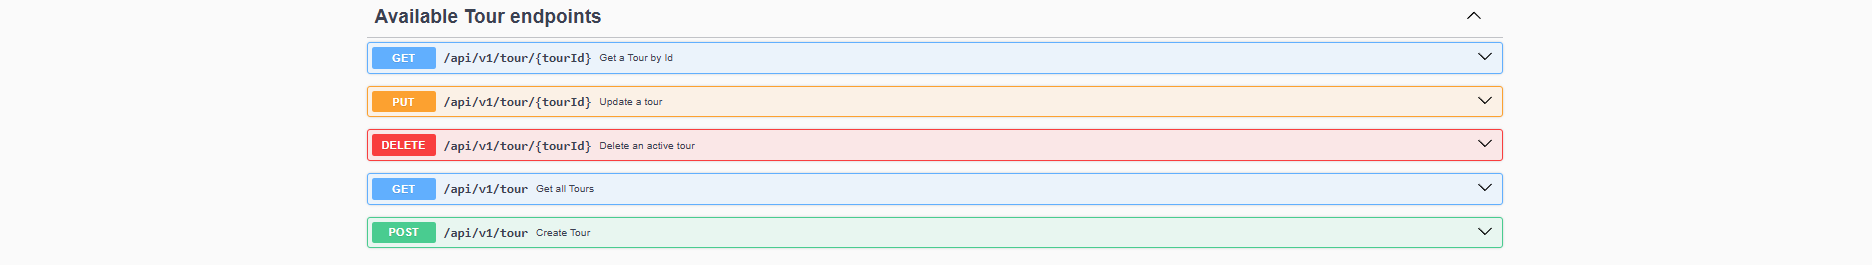 Available Tour endpoints
GET /api/v1/tour/{tourId} Get a Tour by Id
PUT /api/v1/tour/{tourId} Update a tour
DELETE /api/v1/tour/{tourId} Delete an active tour
GET /api/v1/tour Get all Tours
POST /api/v1/tour Create Tour